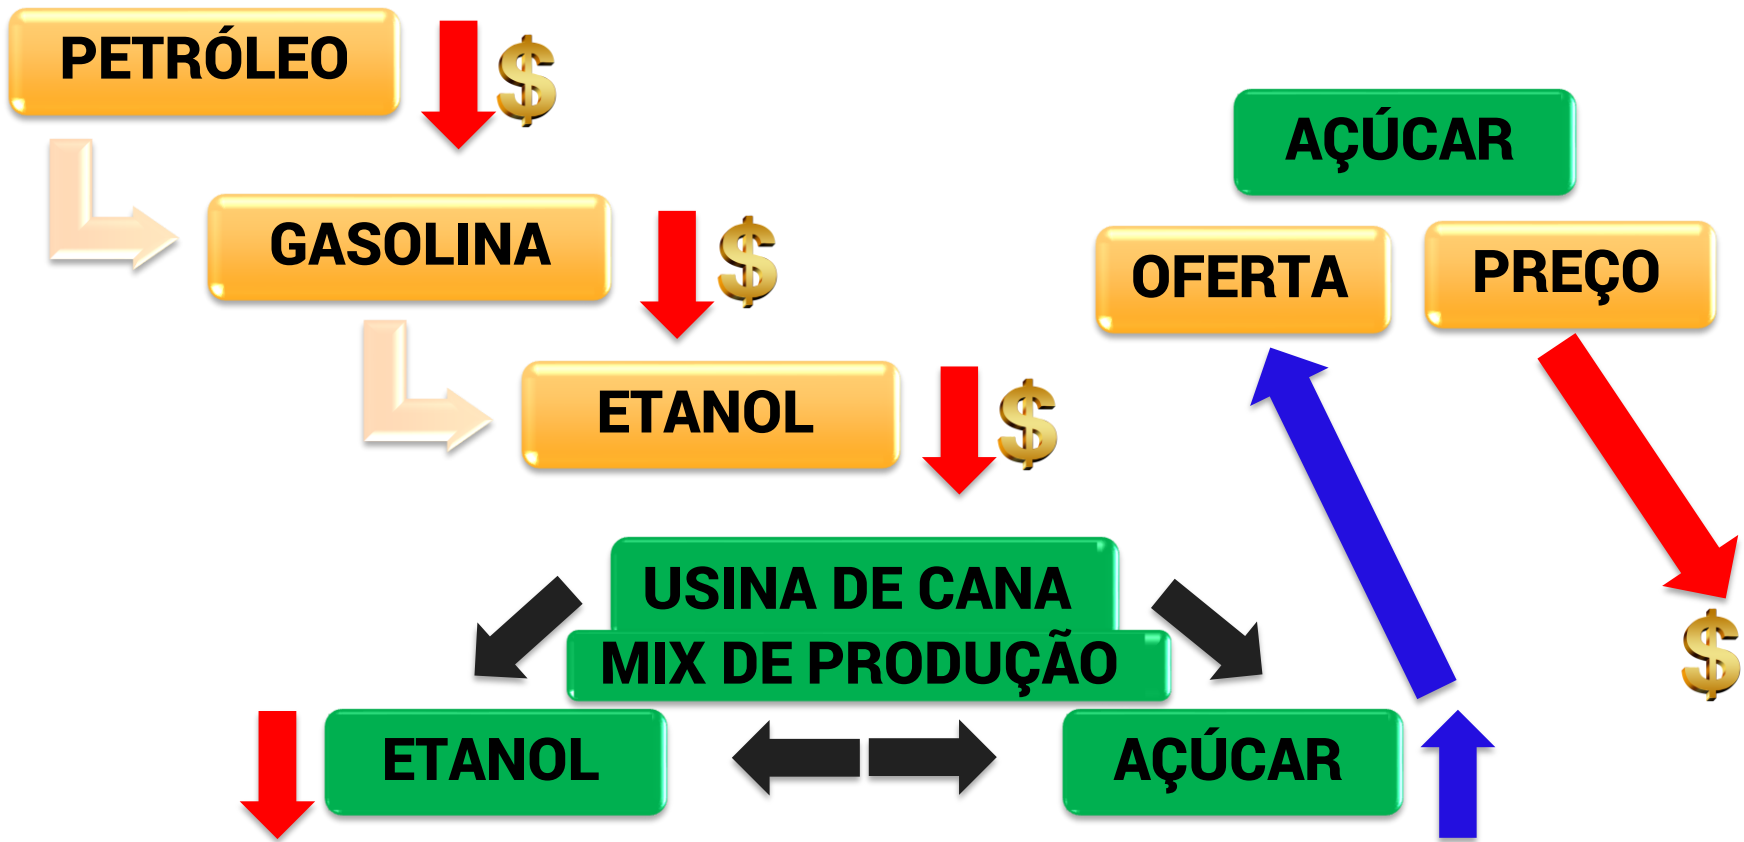 PETRÓLEO
$
GASOLINA
$
ETANOL
$
AÇÚCAR
OFERTA
PREÇO
$
USINA DE CANA
MIX DE PRODUÇÃO
ETANOL
AÇÚCAR